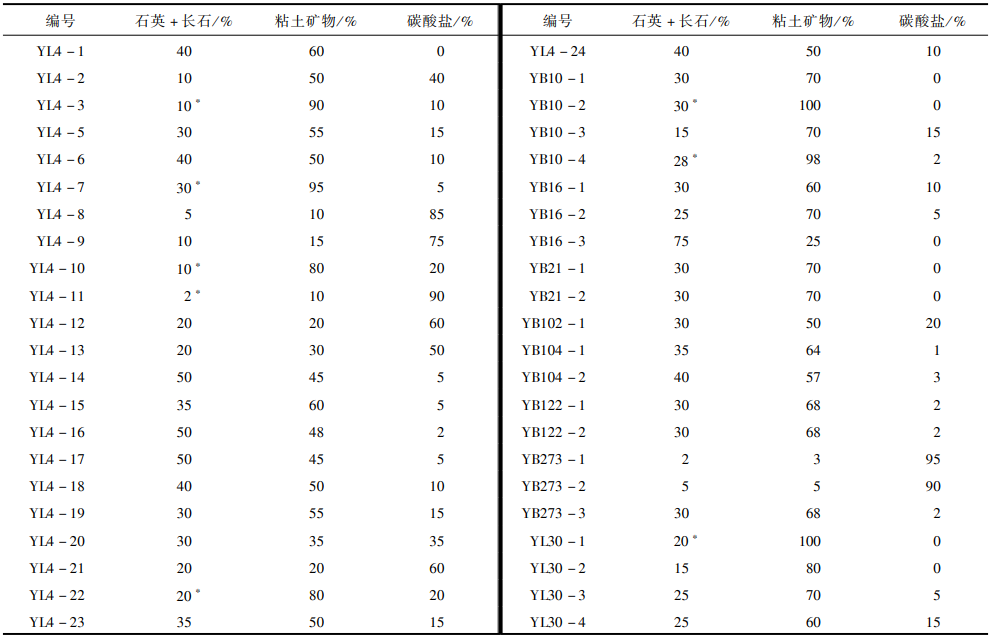 编号 石英+长石/% 粘土矿物/% 碳酸盐/% 编号 石英+长石/% 粘土矿物/% 碳酸盐/%
YL4-1 40 60 0 YL4-24 40 50 10
YL4-2 10 50 40 YB10-1 30 70 0
YL4-3 10* 90 10 YB10-2 30* 100 0
YL4-5 30 55 15 YB10-3 15 70 15
YL4-6 40 50 10 YB10-4 28* 98 2
YL4-7 30* 95 5 YB16-1 30 60 10
YL4-8 5 10 85 YB16-2 25 70 5
YL4-9 10 15 75 YB16-3 75 25 0
YL4-10 10* 80 20 YB21-1 30 70 0
YL4-11 2* 10 90 YB21-2 30 70 0
YL4-12 20 20 60 YB102-1 30 50 20
YL4-13 20 30 50 YB104-1 35 64 1
YL4-14 50 45 5 YB104-2 40 57 3
YL4-15 35 60 5 YB122-1 30 68 2
YL4-16 50 48 2 YB122-2 30 68 2
YL4-17 50 45 5 YB273-1 2 3 95
YL4-18 40 50 10 YB273-2 5 5 90
YL4-19 30 55 15 YB273-3 30 68 2
YL4-20 30 35 35 YL30-1 20* 100 0
YL4-21 20 20 60 YL30-2 15 80 0
YL4-22 20* 80 20 YL30-3 25 70 5
YL4-23 35 50 15 YL30-4 25 60 15